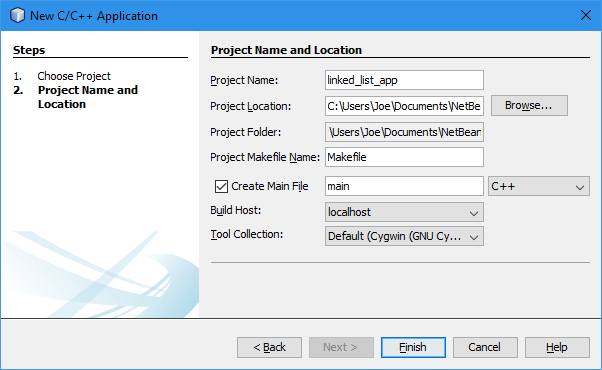 New C/C++ Application
Steps
1. Choose Project
2. Project Name and
Location
Project Name and Location
Project Name: linked_list_app
Project Location: C:\Users\Joe\Documents\NetBe Browse...
Project Folder: \Users\Joe\Documents\NetBean
Project Makefile Name: Makefile
Create Main File main C++
Build Host: localhost
Tool Collection: Default (Cygwin (GNU Cy...
< Back Next > Finish Cancel Help